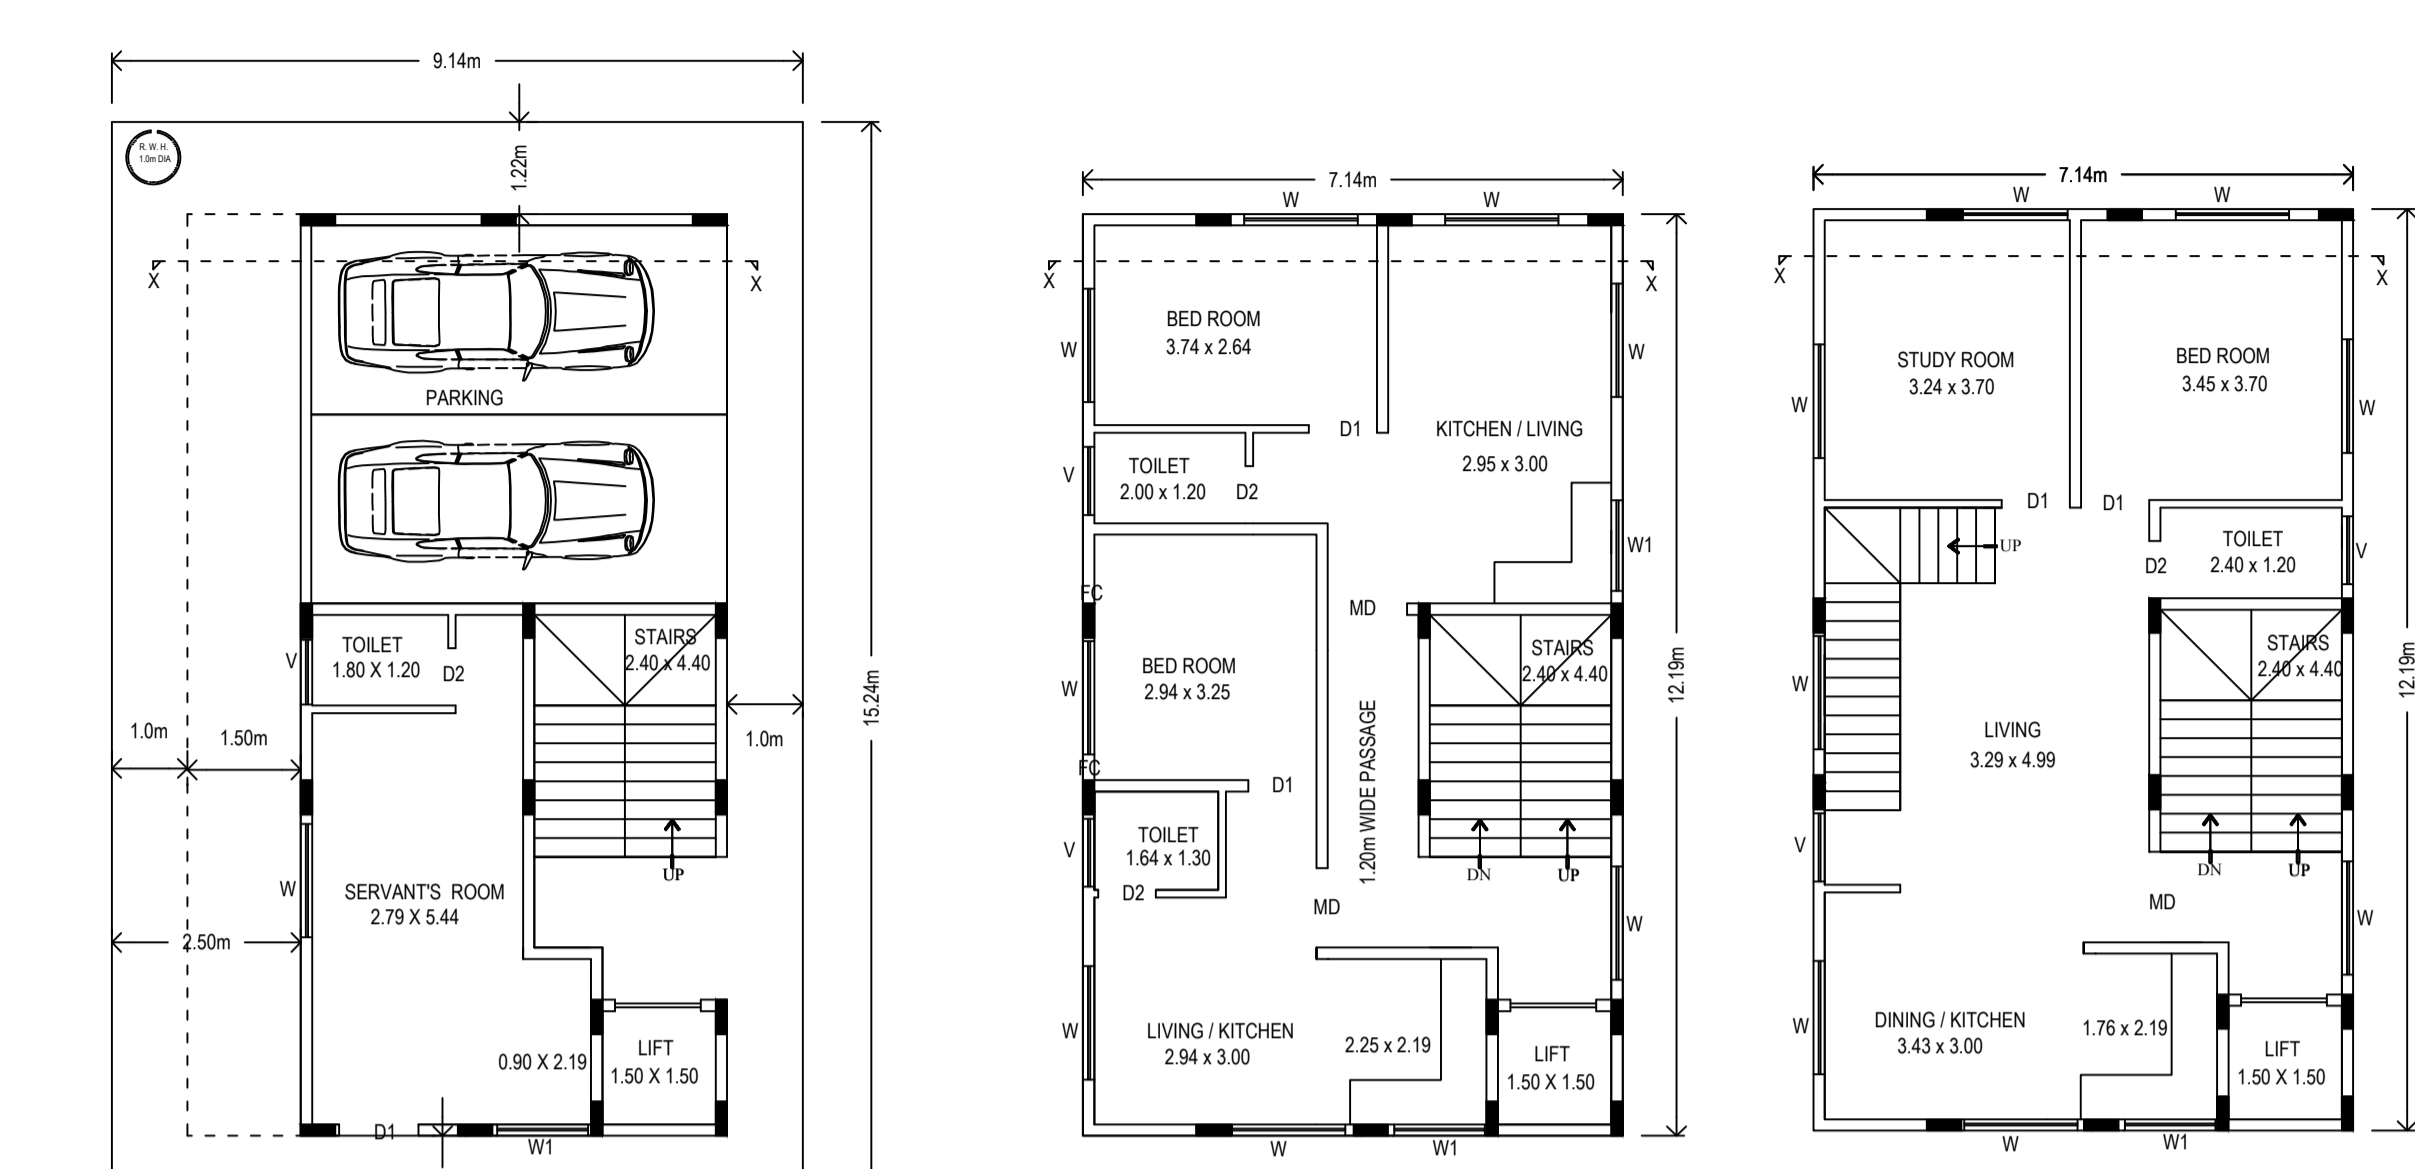 9.14m
R. W. H.
1.0m DIA
1.22m
X
X
PARKING
TOILET
1.80 X 1.20
V
D2
STAIRS
2.40 x 4.40
1.0m
1.50m
1.0m
15.24m
UP
W
SERVANT'S ROOM
2.79 X 5.44
2.50m
0.90 X 2.19
LIFT
1.50 X 1.50
D1
W1
7.14m
W
W
X
X
BED ROOM
3.74 x 2.64
W
W
D1
KITCHEN / LIVING
2.95 x 3.00
TOILET
2.00 x 1.20
V
D2
W1
FC
MD
STAIRS
2.40 x 4.40
BED ROOM
2.94 x 3.25
W
12.19m
1.20m WIDE PASSAGE
FC
D1
TOILET
1.64 x 1.30
V
D2
DN
UP
MD
W
LIVING / KITCHEN
2.94 x 3.00
W
2.25 x 2.19
LIFT
1.50 X 1.50
W
W1
7.14m
W
W
X
X
STUDY ROOM
3.24 x 3.70
BED ROOM
3.45 x 3.70
W
W
D1
D1
UP
TOILET
2.40 x 1.20
V
D2
STAIRS
2.40 x 4.40
W
12.19m
LIVING
3.29 x 4.99
V
DN
UP
MD
W
DINING / KITCHEN
3.43 x 3.00
W
1.76 x 2.19
LIFT
1.50 X 1.50
W
W1